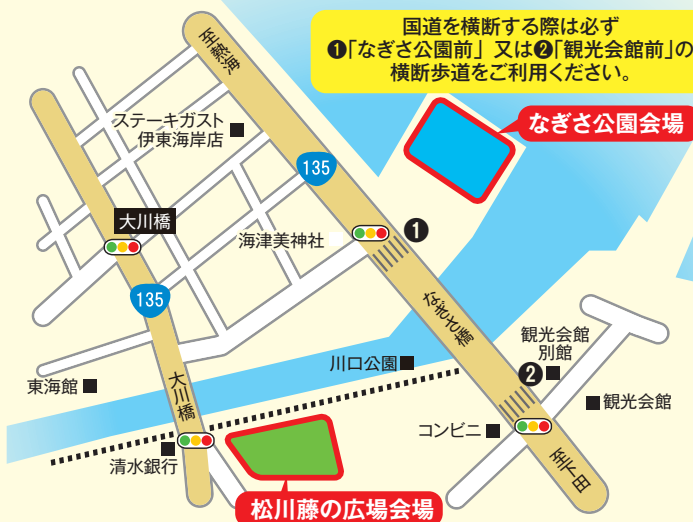 国道を横断する際は必ず
❶「なぎさ公園前」又は❷「観光会館前」の
横断歩道をご利用ください。
至熱海
ステーキガスト
伊東海岸店
なぎさ公園会場
135
大川橋
海津美神社
❶
135
なぎさ橋
観光会館
別館
川口公園
❷
東海館
大川橋
観光会館
コンビニ
清水銀行
至下田
松川藤の広場会場